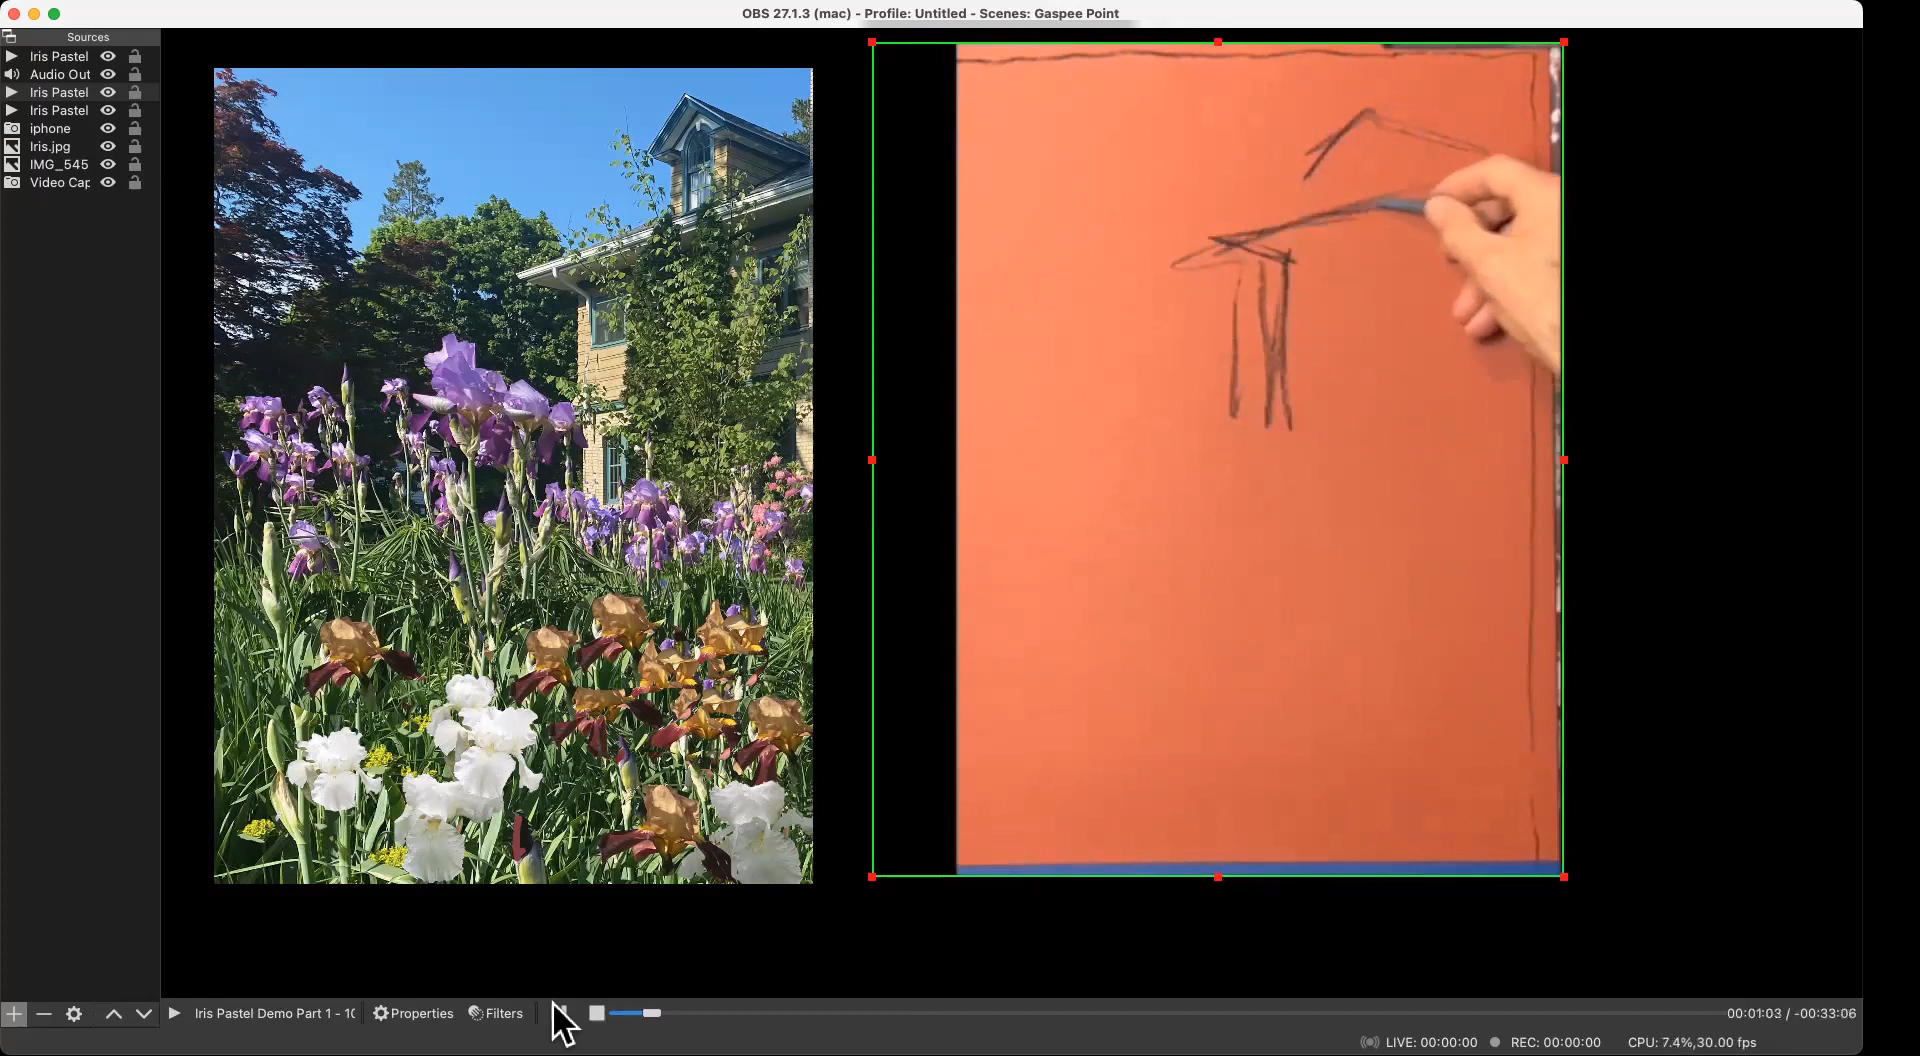 OBS 27.1.3 (mac) - Profile: Untitled - Scenes: Gaspee Point
Sources
Iris Pastel
Audio Out
Iris Pastel
Iris Pastel
iphone
Iris.jpg
IMG_545
Video Cap
Iris Pastel Demo Part 1 - 10
Properties
Filters
00:01:03 / -00:33:06
LIVE: 00:00:00
REC: 00:00:00
CPU: 7.4%,30.00 fps